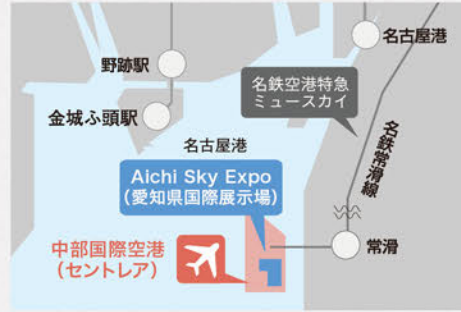 名古屋港
野跡駅
名鉄空港特急
ミュースカイ
金城ふ頭駅
名古屋港
名鉄常滑線
Aichi Sky Expo
(愛知県国際展示場)
中部国際空港
(セントレア)
常滑